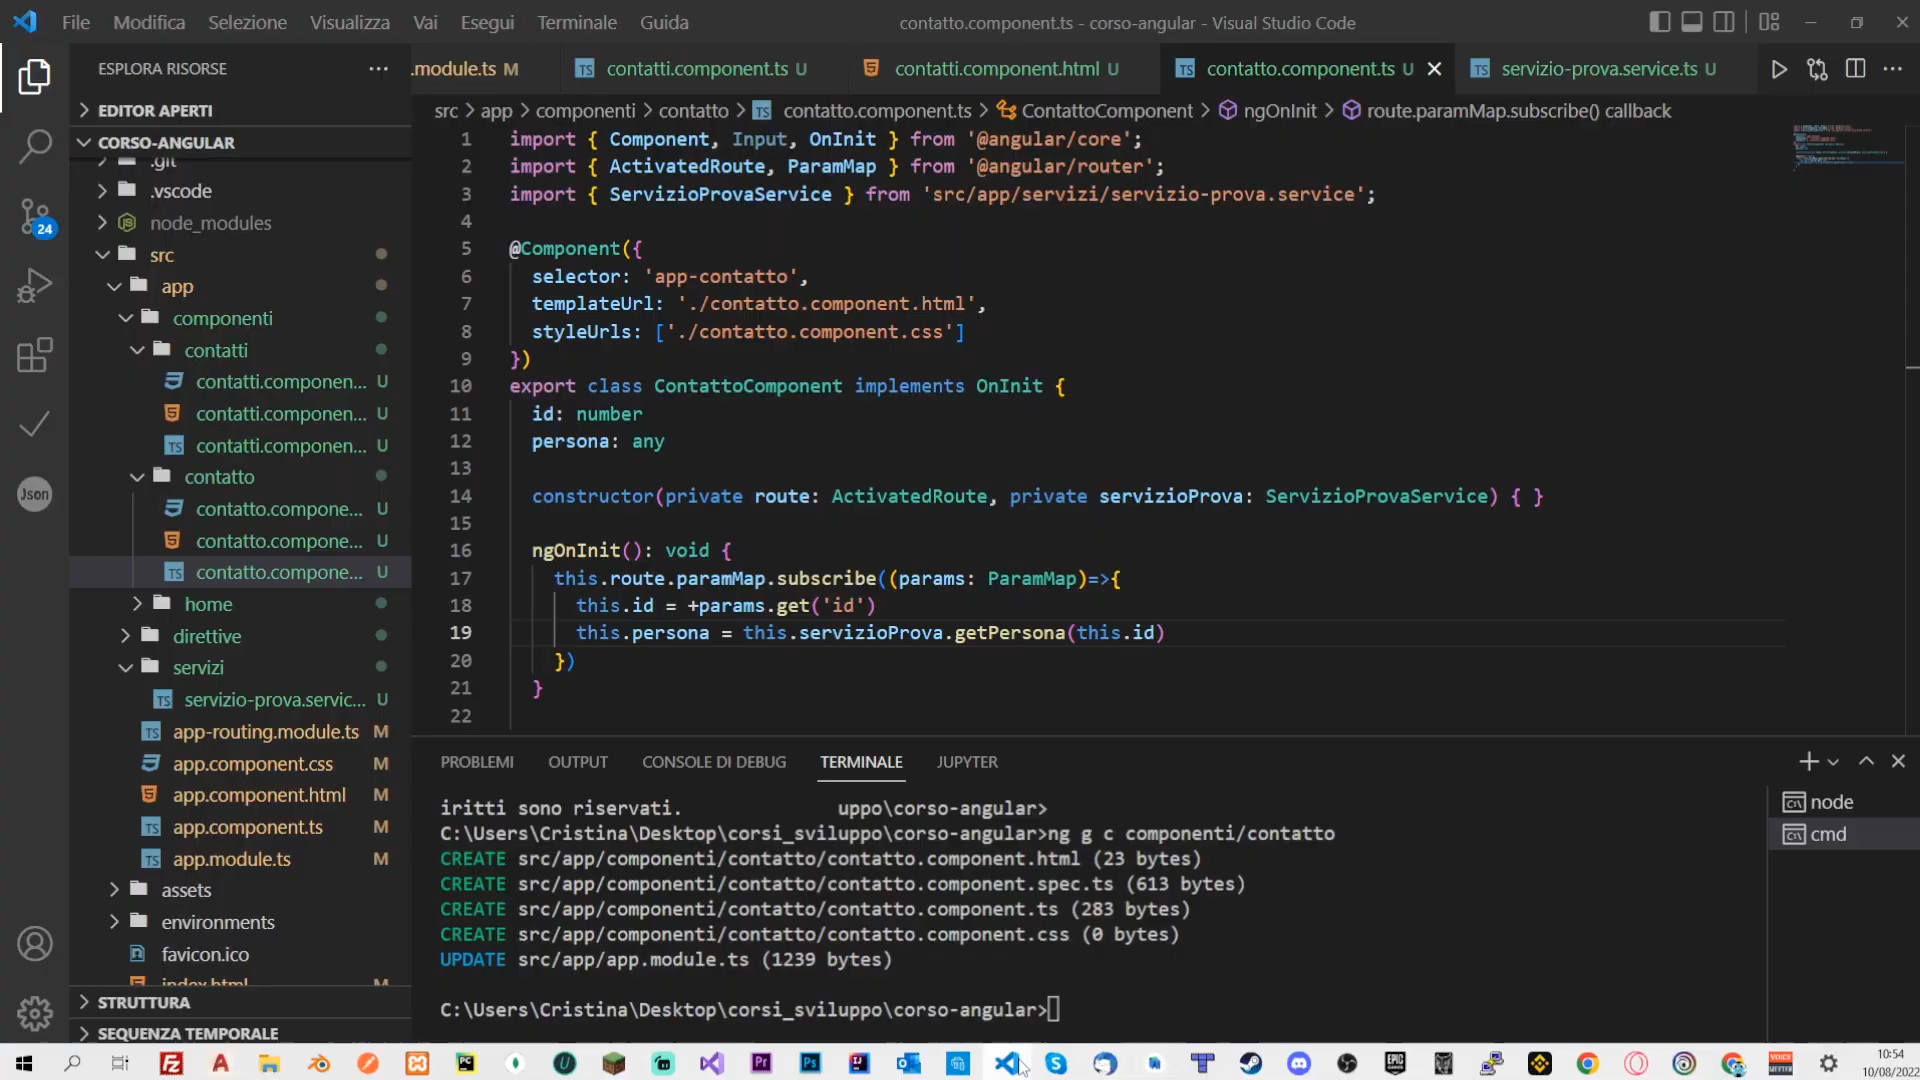 File Modifica Selezione Visualizza Vai Esegui Terminale Guida
contatto.component.ts - corso-angular - Visual Studio Code
ESPLORA RISORSE
.module.ts M
contatti.component.ts U
contatti.component.html U
contatto.component.ts U
servizio-prova.service.ts U
src > app > componenti > contatto > contatto.component.ts > ContattoComponent > ngOnInit > route.paramMap.subscribe() callback
EDITOR APERTI
CORSO-ANGULAR
.git
.vscode
node_modules
src
app
componenti
contatti
contatti.componen... U
contatti.componen... U
contatti.componen... U
contatto
contatto.compone... U
contatto.compone... U
contatto.compone... U
home
direttive
servizi
servizio-prova.servic... U
app-routing.module.ts M
app.component.css M
app.component.html M
app.component.ts M
app.module.ts M
assets
environments
favicon.ico
index.html M
STRUTTURA
SEQUENZA TEMPORALE
24
Json
1 import { Component, Input, OnInit } from '@angular/core';
2 import { ActivatedRoute, ParamMap } from '@angular/router';
3 import { ServizioProvaService } from 'src/app/servizi/servizio-prova.service';
4
5 @Component({
6 selector: 'app-contatto',
7 templateUrl: './contatto.component.html',
8 styleUrls: ['./contatto.component.css']
9 })
10 export class ContattoComponent implements OnInit {
11 id: number
12 persona: any
13
14 constructor(private route: ActivatedRoute, private servizioProva: ServizioProvaService) { }
15
16 ngOnInit(): void {
17 this.route.paramMap.subscribe((params: ParamMap)=>{
18 this.id = +params.get('id')
19 this.persona = this.servizioProva.getPersona(this.id)
20 })
21 }
22
PROBLEMI OUTPUT CONSOLE DI DEBUG TERMINALE JUPYTER
node
cmd
iritti sono riservati. uppo\corso-angular>
C:\Users\Cristina\Desktop\corsi_sviluppo\corso-angular>ng g c componenti/contatto
CREATE src/app/componenti/contatto/contatto.component.html (23 bytes)
CREATE src/app/componenti/contatto/contatto.component.spec.ts (613 bytes)
CREATE src/app/componenti/contatto/contatto.component.ts (283 bytes)
CREATE src/app/componenti/contatto/contatto.component.css (0 bytes)
UPDATE src/app/app.module.ts (1239 bytes)
C:\Users\Cristina\Desktop\corsi_sviluppo\corso-angular>
10:54
10/08/2022